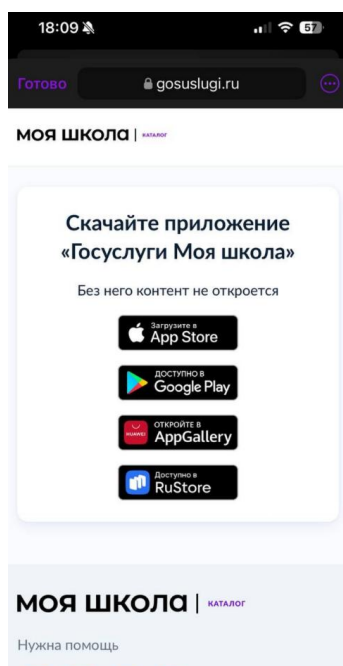 18:09
57
Готово
gosuslugi.ru
МОЯ ШКОЛА | КАТАЛОГ
Скачайте приложение
«Госуслуги Моя школа»
Без него контент не откроется
Загрузите в
App Store
ДОСТУПНО В
Google Play
HUAWEI
ОТКРОЙТЕ В
AppGallery
Доступно в
RuStore
МОЯ ШКОЛА | КАТАЛОГ
Нужна помощь